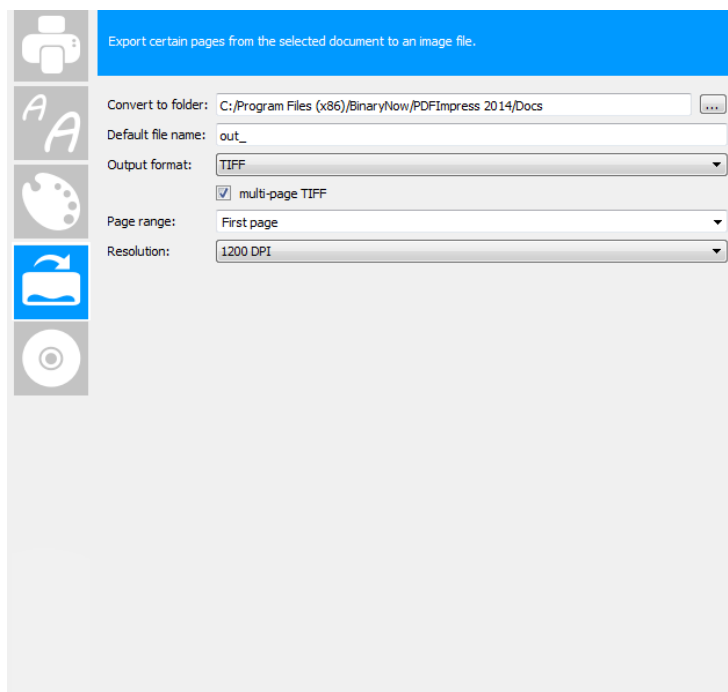 Export certain pages from the selected document to an image file.
A A
Convert to folder: C:/Program Files (x86)/BinaryNow/PDFImpress 2014/Docs ...
Default file name: out_
Output format: TIFF
multi-page TIFF
Page range: First page
Resolution: 1200 DPI